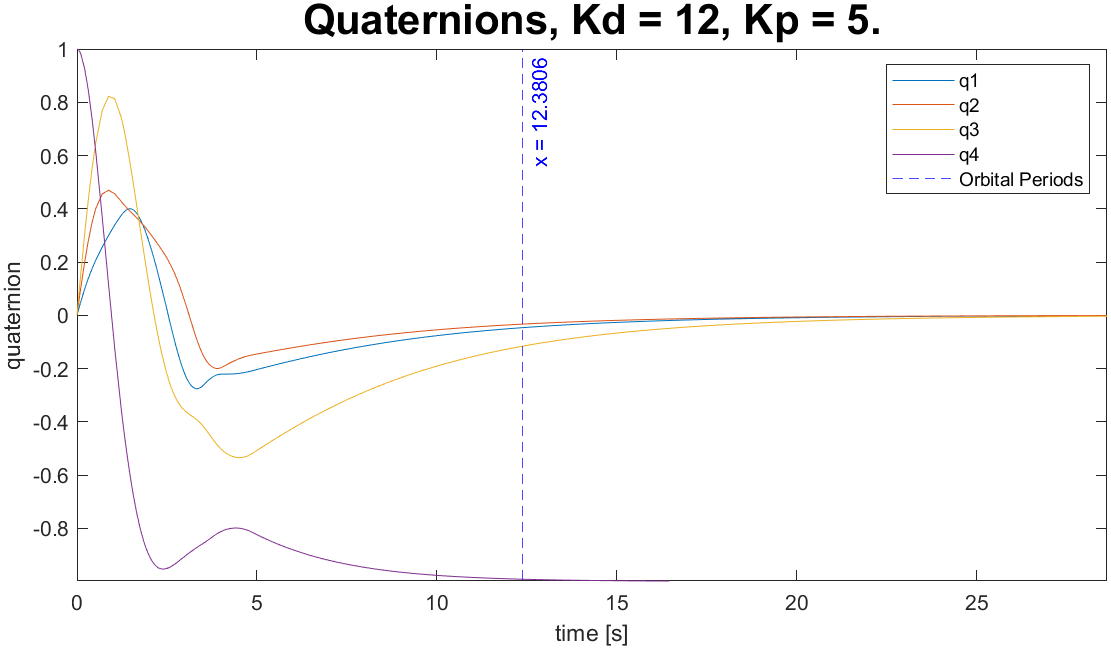 Quaternions, Kd = 12, Kp = 5.
1
0.8
0.6
0.4
0.2
0
-0.2
-0.4
-0.6
-0.8
quaternion
x = 12.3806
q1
q2
q3
q4
Orbital Periods
0 5 10 15 20 25
time [s]